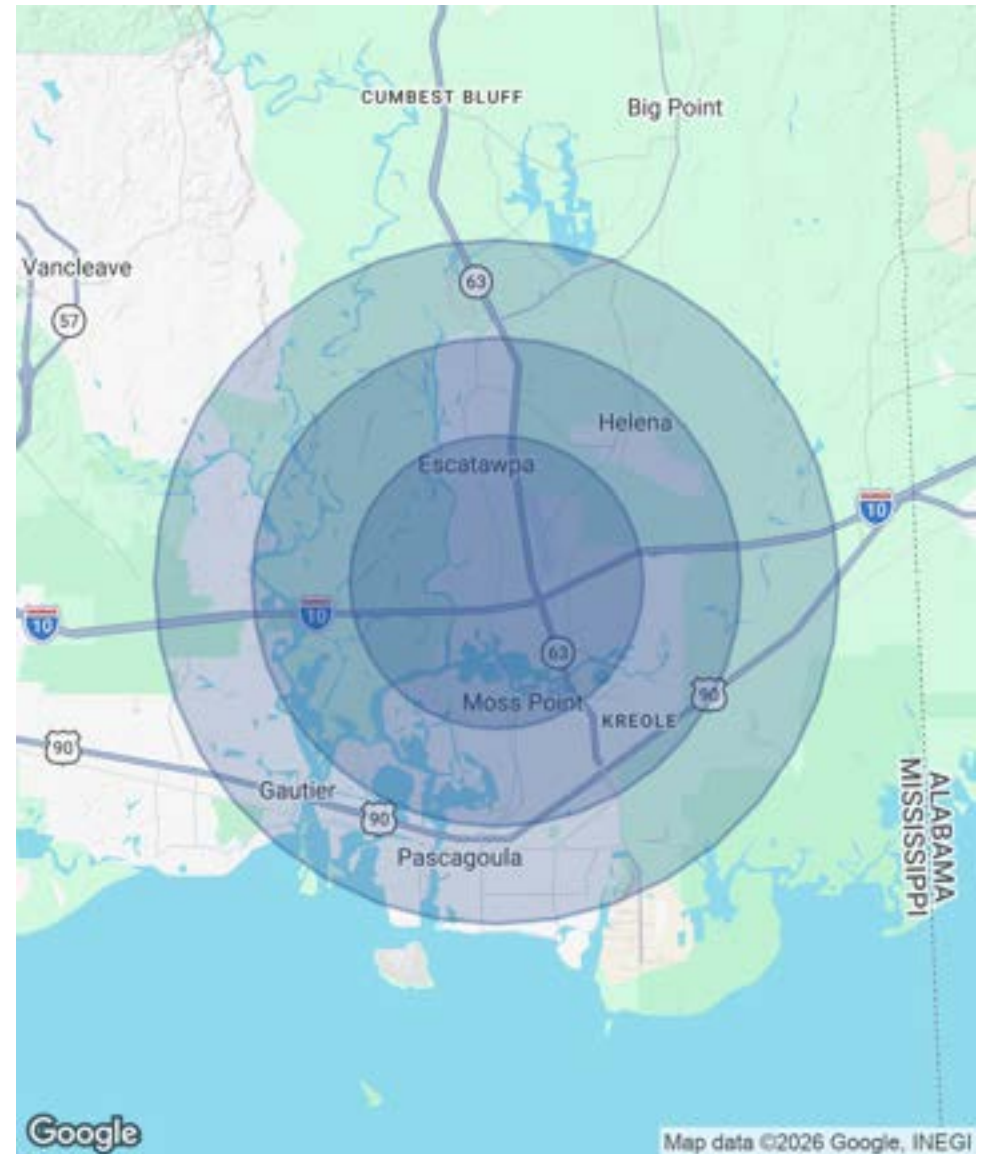 CUMBEST BLUFF
Big Point
Vancleave
63
57
Helena
Escatawpa
10
10
10
63
Moss Point
90
KREOLE
90
Gautier
90
Pascagoula
ALABAMA
MISSISSIPPI
Google
Map data ©2026 Google, INEGI